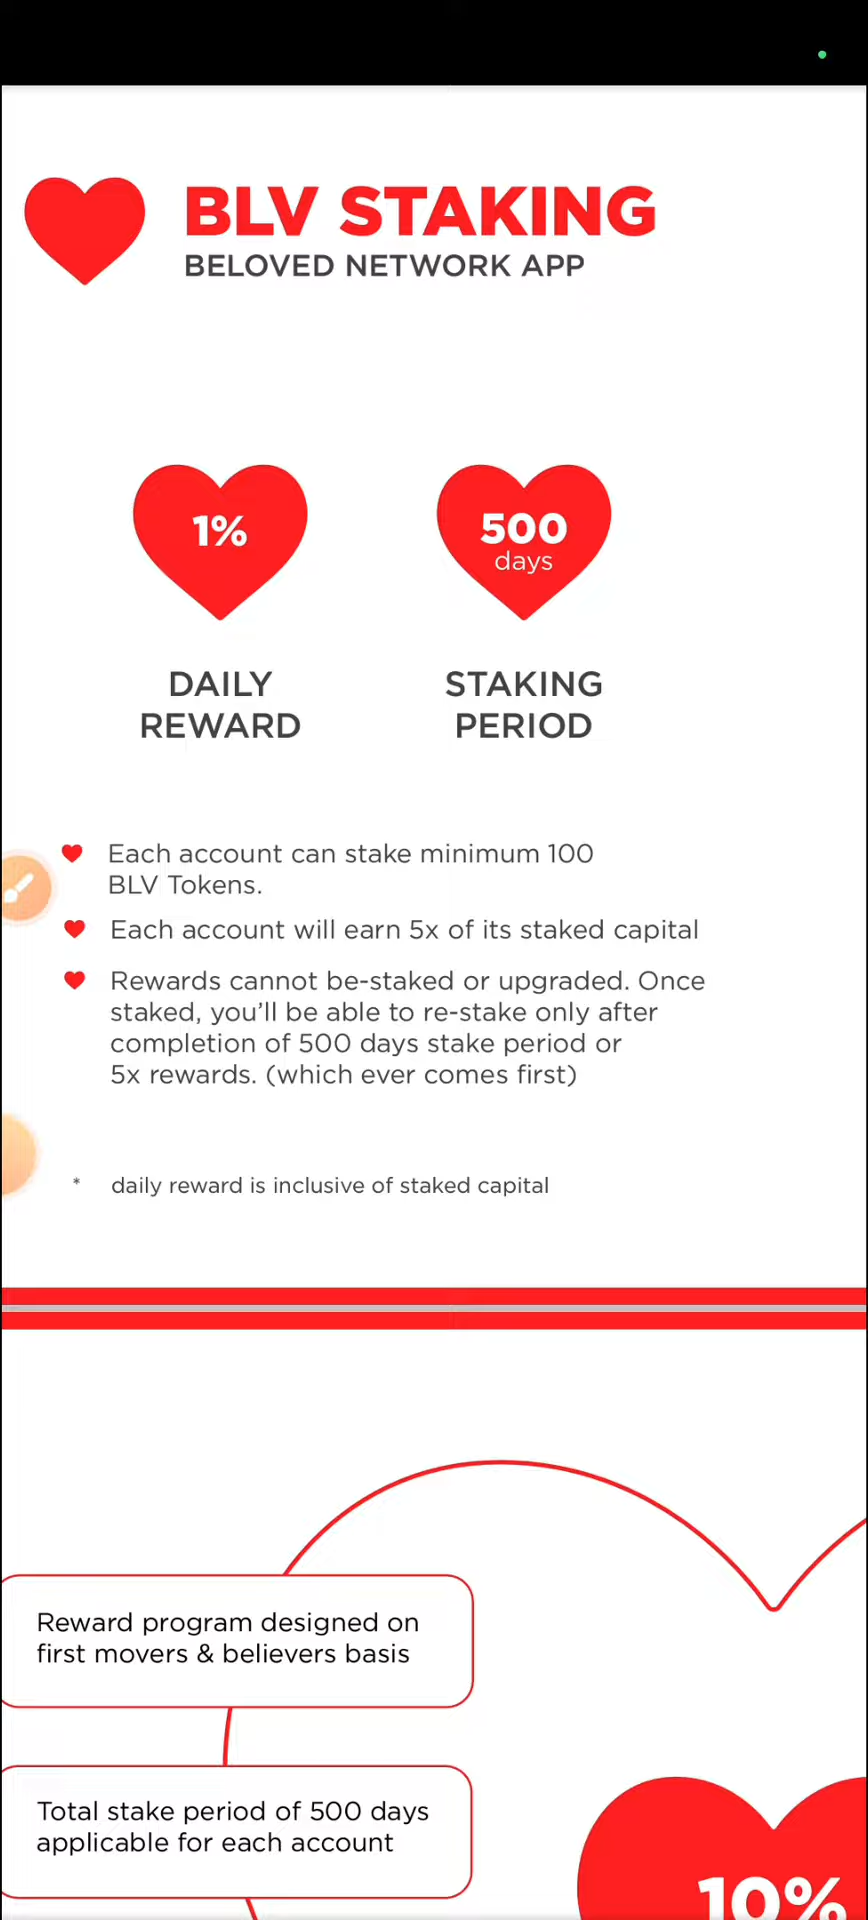 BLV STAKING
BELOVED NETWORK APP
1%
500
days
DAILY
REWARD
STAKING
PERIOD
Each account can stake minimum 100
BLV Tokens.
Each account will earn 5x of its staked capital
Rewards cannot be-staked or upgraded. Once
staked, you’ll be able to re-stake only after
completion of 500 days stake period or
5x rewards. (which ever comes first)
* daily reward is inclusive of staked capital
Reward program designed on
first movers & believers basis
Total stake period of 500 days
applicable for each account
10%